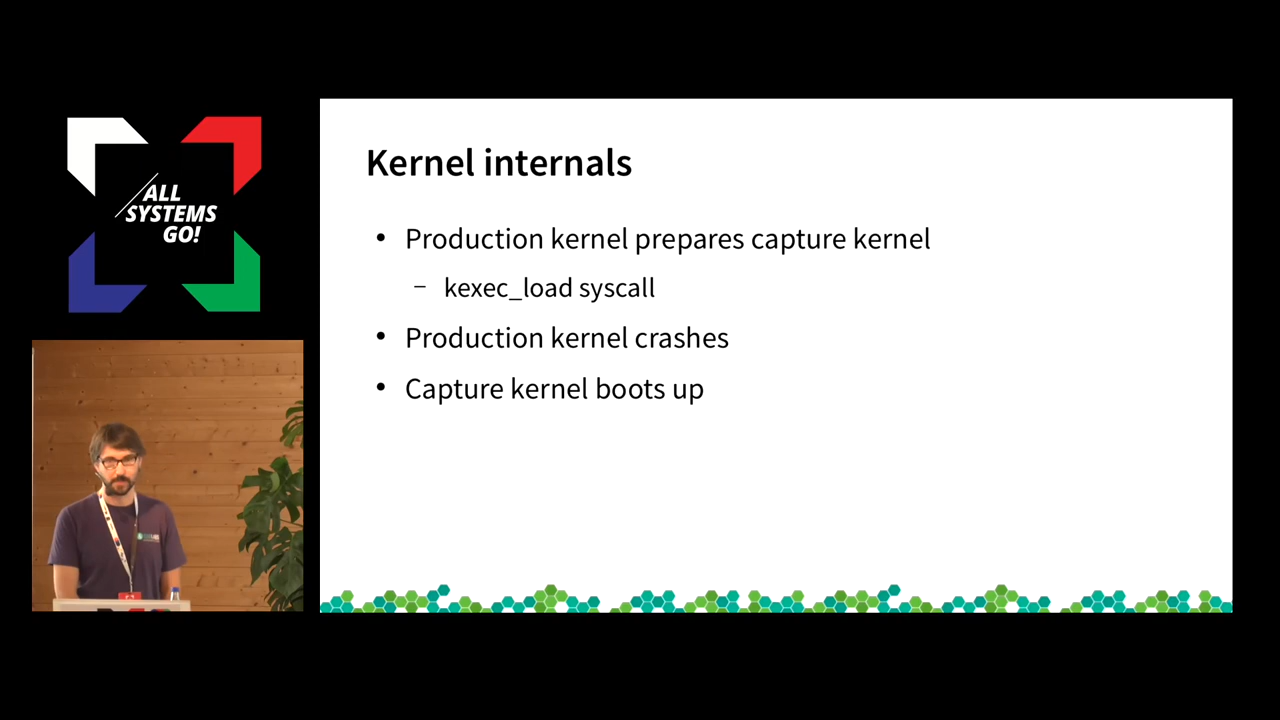 ALL
SYSTEMS
GO!
Kernel internals
• Production kernel prepares capture kernel
– kexec_load syscall
• Production kernel crashes
• Capture kernel boots up